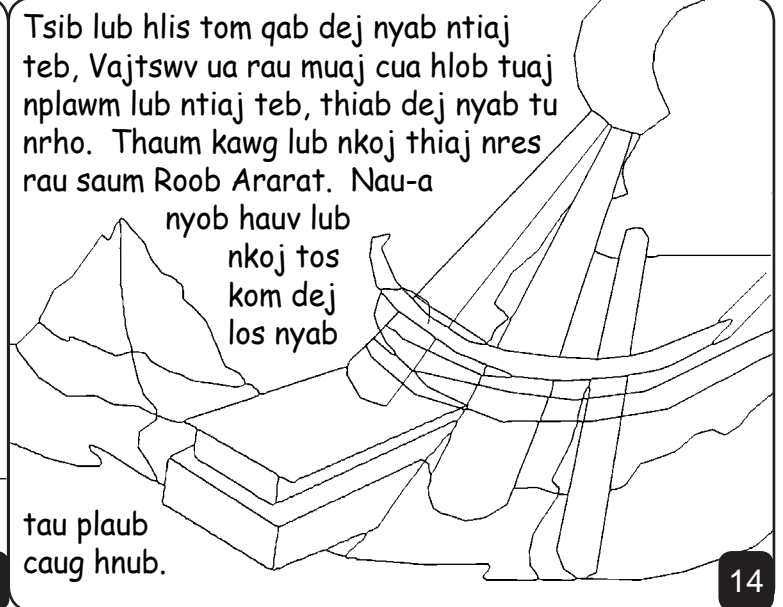 Tsib lub hlis tom qab dej nyab ntiaj
teb, Vajtswv ua rau muaj cua hlob tuaj
nplawm lub ntiaj teb, thiab dej nyab tu
nrho.  Thaum kawg lub nkoj thiaj nres
rau saum Roob Ararat.  Nau-a
nyob hauv lub
nkoj tos
kom dej
los nyab
tau plaub
caug hnub.
14